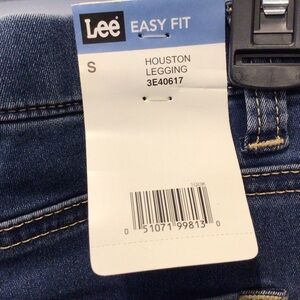 Lee EASY FIT
S
HOUSTON
LEGGING
3E40617
0 51071 99813 0